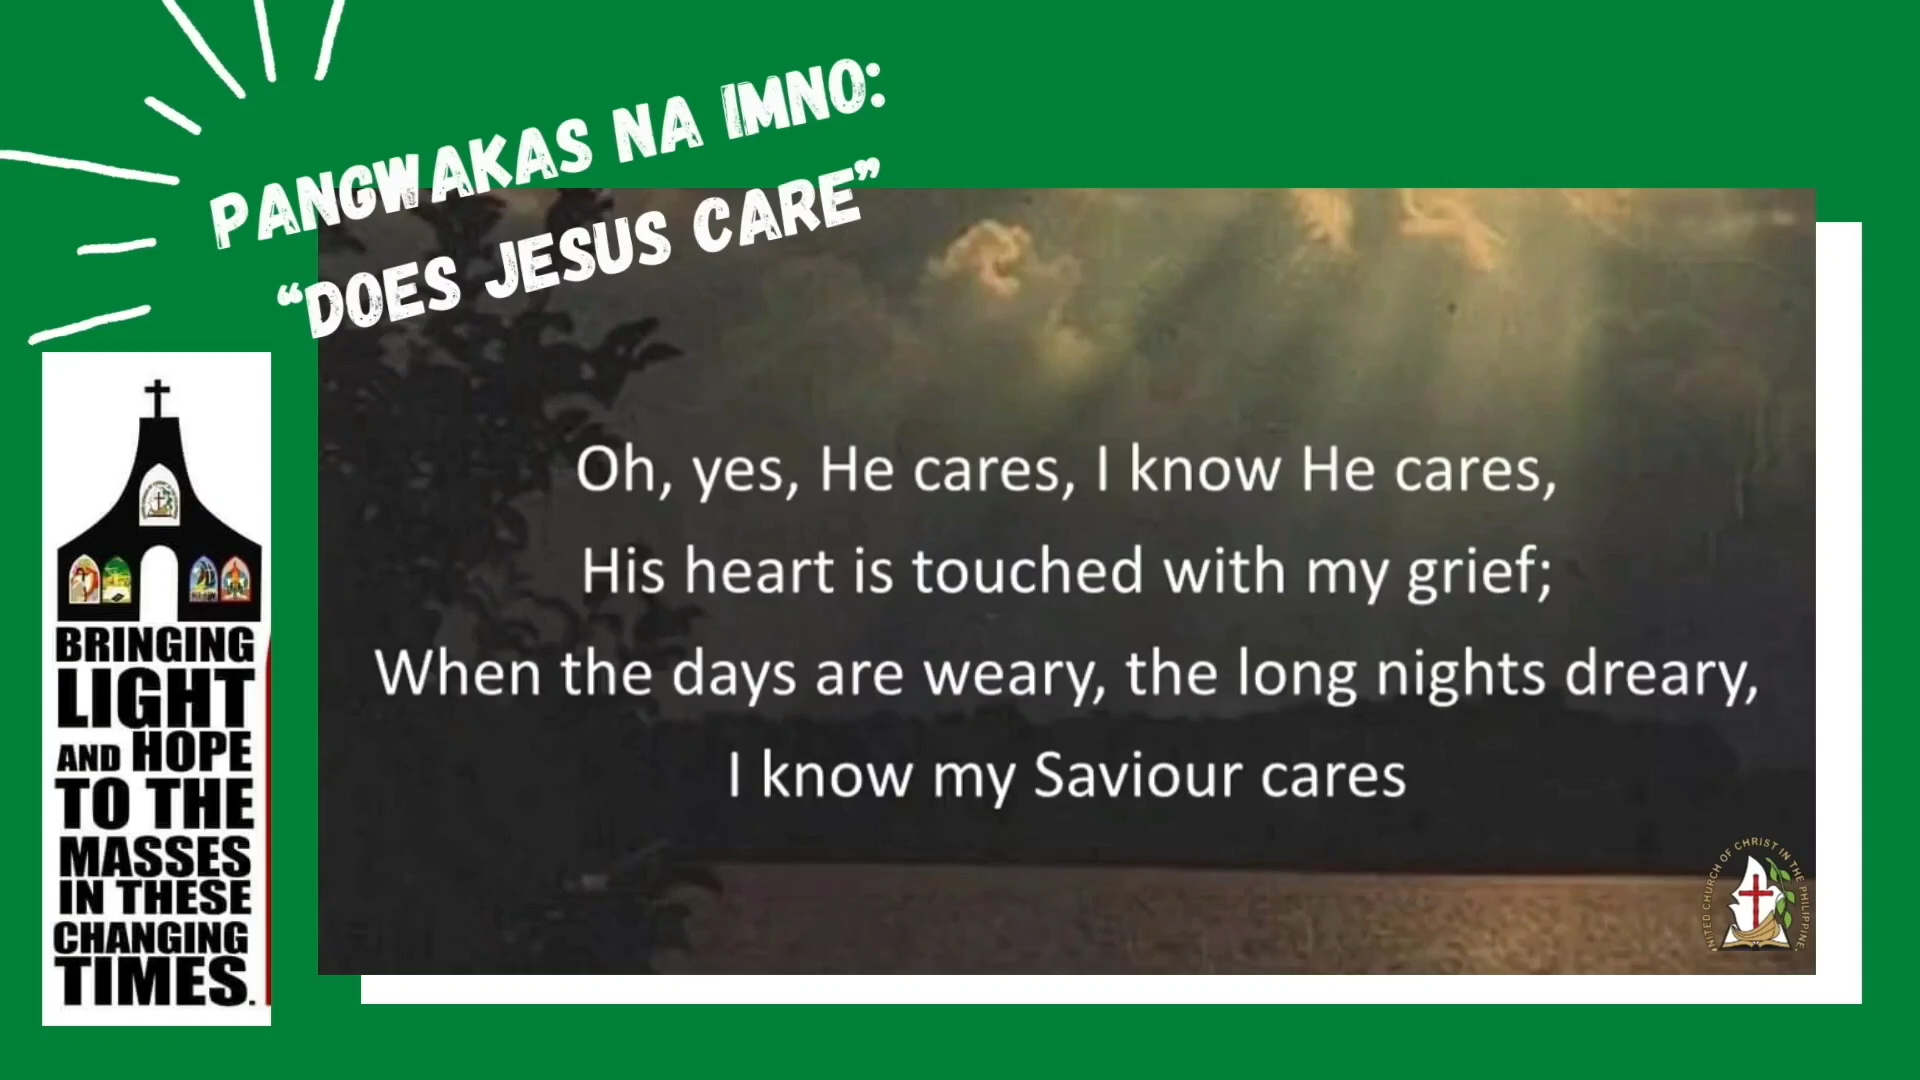 PANGWAKAS NA IMNO:
“DOES JESUS CARE”
Oh, yes, He cares, I know He cares,
His heart is touched with my grief;
When the days are weary, the long nights dreary,
I know my Saviour cares
BRINGING
LIGHT
AND HOPE
TO THE
MASSES
IN THESE
CHANGING
TIMES.
UNITED CHURCH OF CHRIST IN THE PHILIPPINES